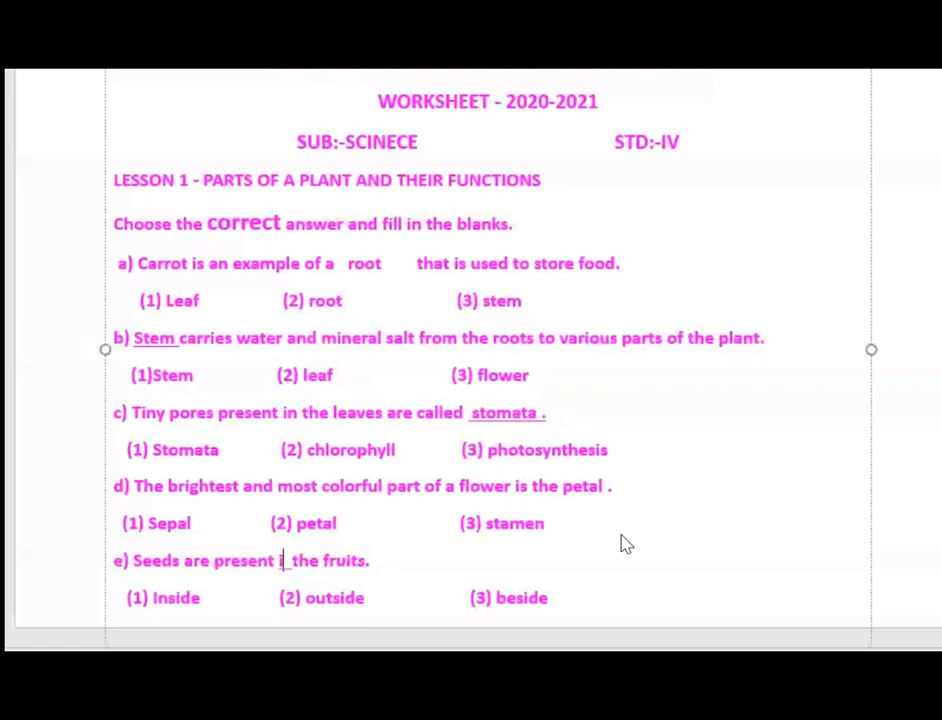 WORKSHEET - 2020-2021
SUB:-SCINECE STD:-IV
LESSON 1 - PARTS OF A PLANT AND THEIR FUNCTIONS
Choose the correct answer and fill in the blanks.
a) Carrot is an example of a root that is used to store food.
(1) Leaf (2) root (3) stem
b) Stem carries water and mineral salt from the roots to various parts of the plant.
(1)Stem (2) leaf (3) flower
c) Tiny pores present in the leaves are called stomata .
(1) Stomata (2) chlorophyll (3) photosynthesis
d) The brightest and most colorful part of a flower is the petal .
(1) Sepal (2) petal (3) stamen
e) Seeds are present i the fruits.
(1) Inside (2) outside (3) beside